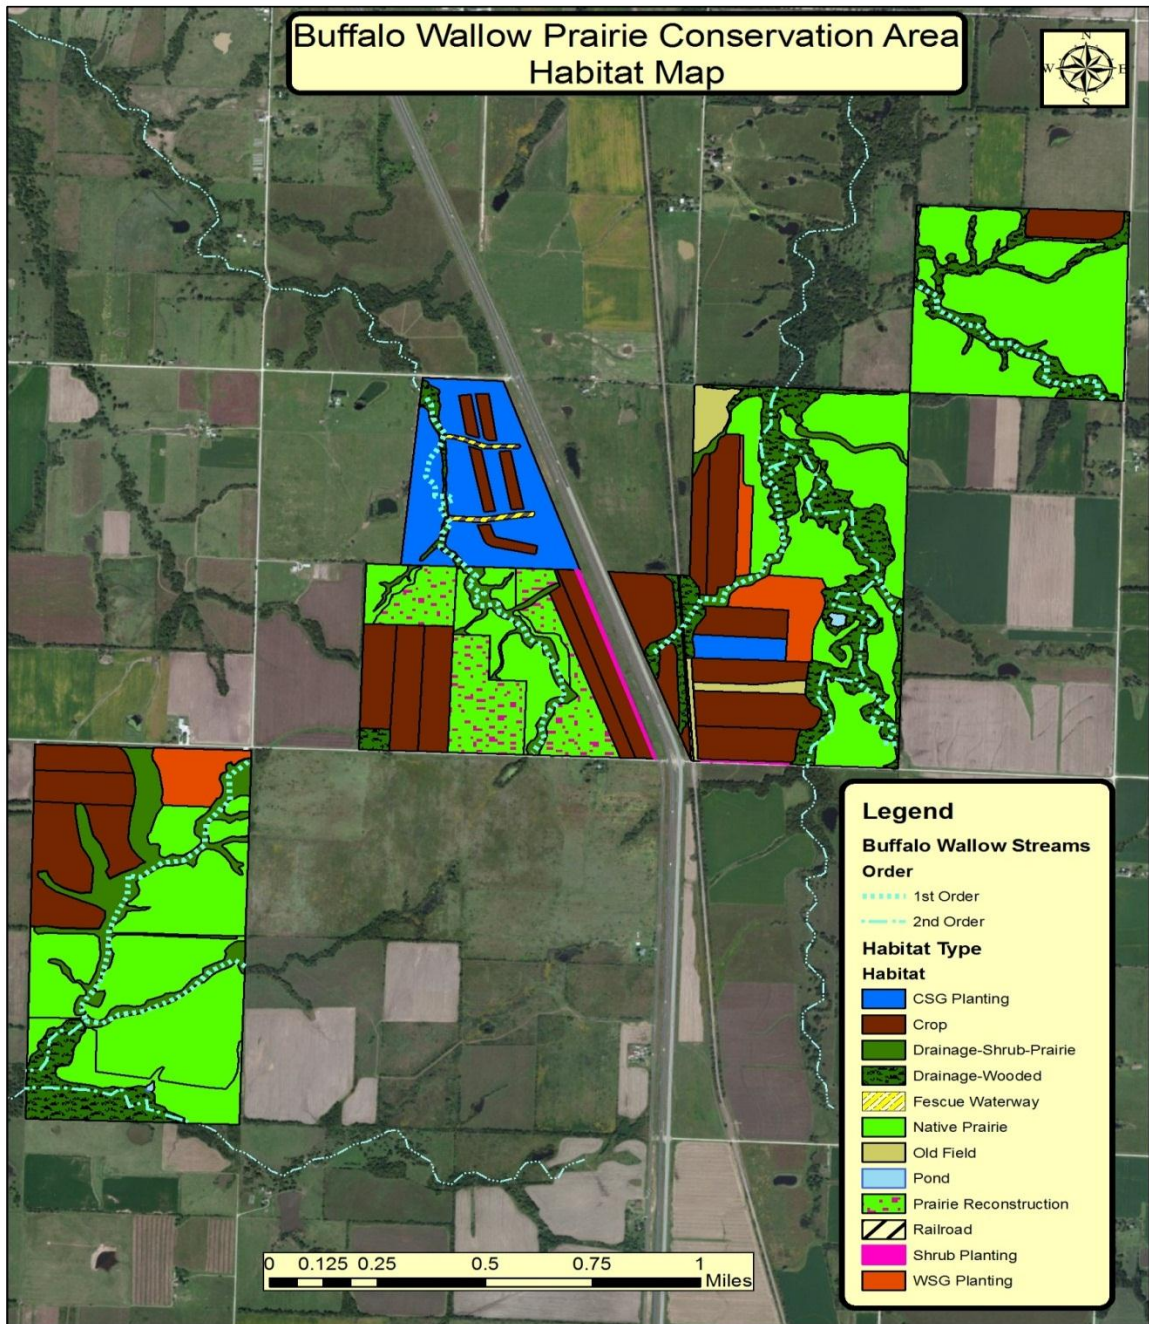 Buffalo Wallow Prairie Conservation Area
Habitat Map
N
W E
S
Legend
Buffalo Wallow Streams
Order
1st Order
2nd Order
Habitat Type
Habitat
CSG Planting
Crop
Drainage-Shrub-Prairie
Drainage-Wooded
Fescue Waterway
Native Prairie
Old Field
Pond
Prairie Reconstruction
Railroad
Shrub Planting
WSG Planting
0 0.125 0.25 0.5 0.75 1
Miles